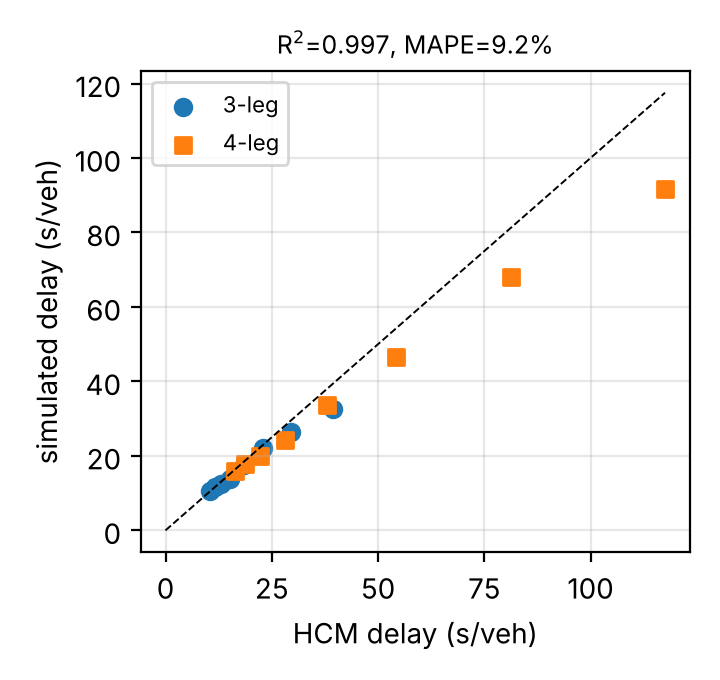 R²=0.997, MAPE=9.2%
3-leg
4-leg
simulated delay (s/veh)
120
100
80
60
40
20
0
0 25 50 75 100
HCM delay (s/veh)